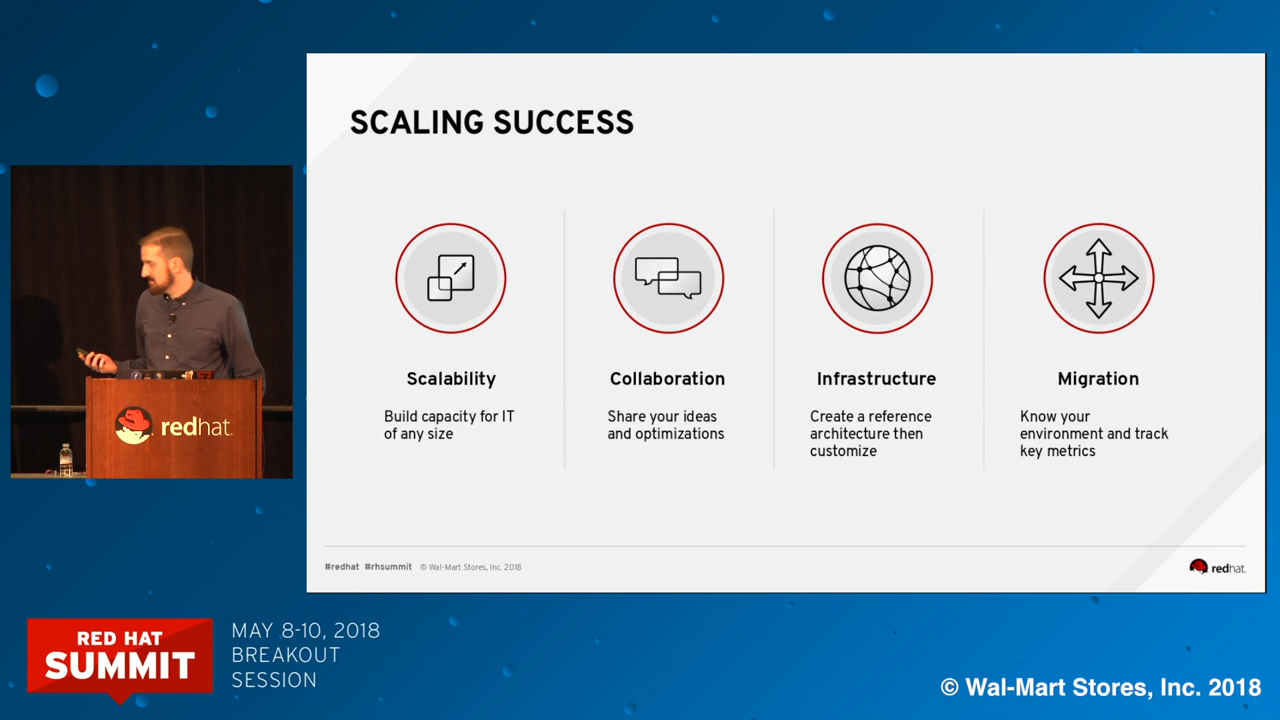 SCALING SUCCESS
Scalability
Build capacity for IT
of any size
Collaboration
Share your ideas
and optimizations
Infrastructure
Create a reference
architecture then
customize
Migration
Know your
environment and track
key metrics
#redhat #rhsummit © Wal-Mart Stores, Inc. 2018
redhat.
redhat.
RED HAT
SUMMIT
MAY 8-10, 2018
BREAKOUT
SESSION
© Wal-Mart Stores, Inc. 2018